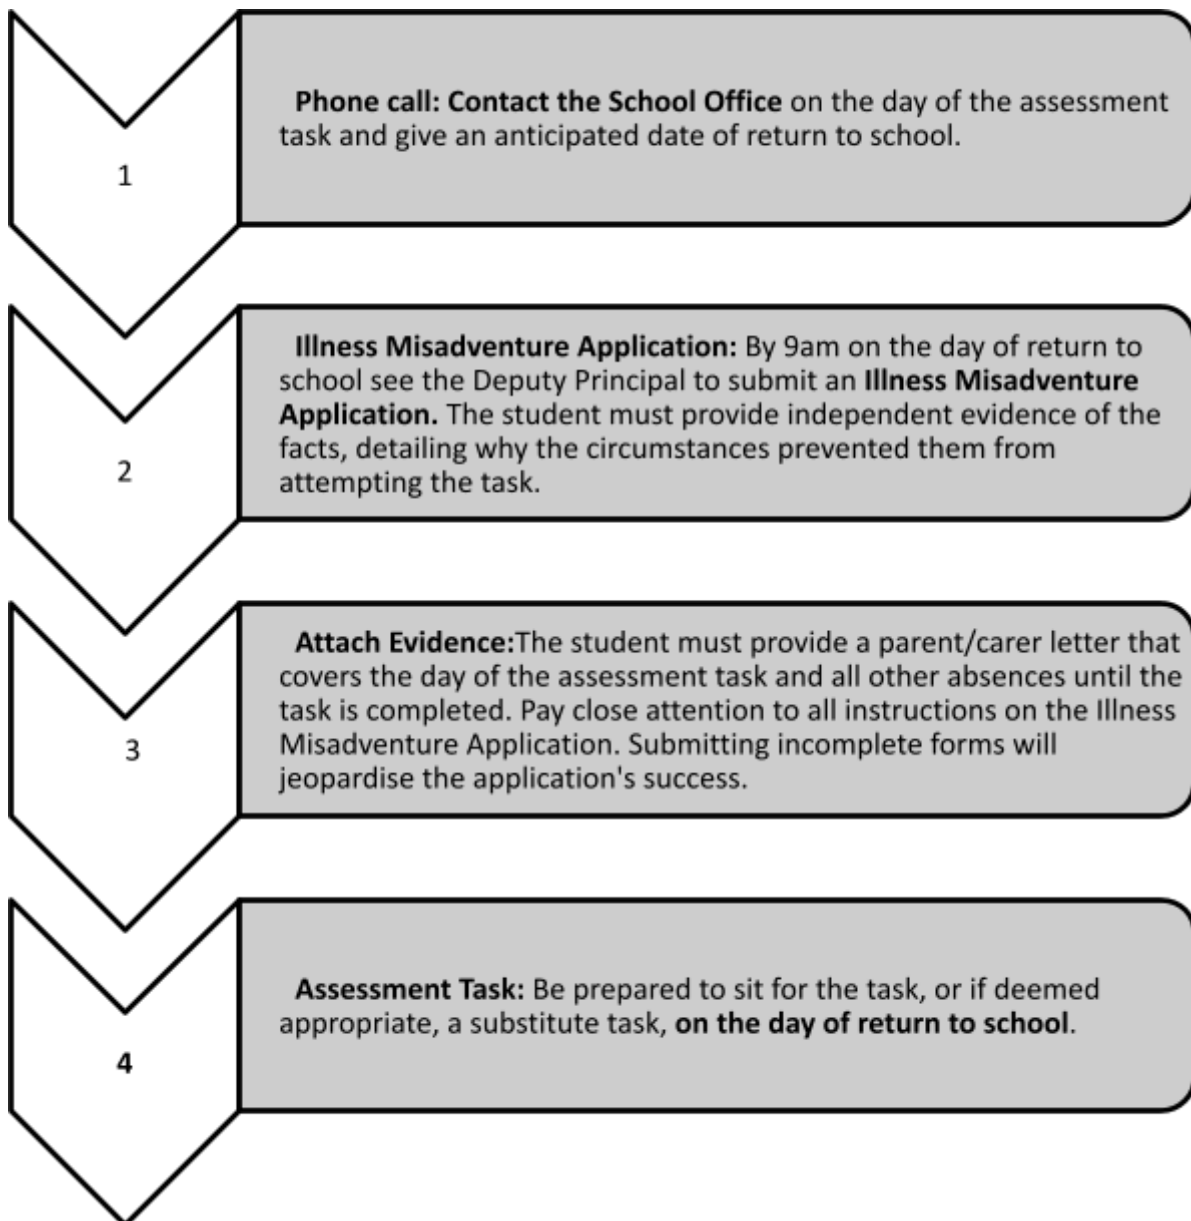 Phone call: Contact the School Office on the day of the assessment
task and give an anticipated date of return to school.
1
Illness Misadventure Application: By 9am on the day of return to
school see the Deputy Principal to submit an Illness Misadventure
Application. The student must provide independent evidence of the
facts, detailing why the circumstances prevented them from
attempting the task.
2
Attach Evidence:The student must provide a parent/carer letter that
covers the day of the assessment task and all other absences until the
task is completed. Pay close attention to all instructions on the Illness
Misadventure Application. Submitting incomplete forms will
jeopardise the application's success.
3
Assessment Task: Be prepared to sit for the task, or if deemed
appropriate, a substitute task, on the day of return to school.
4